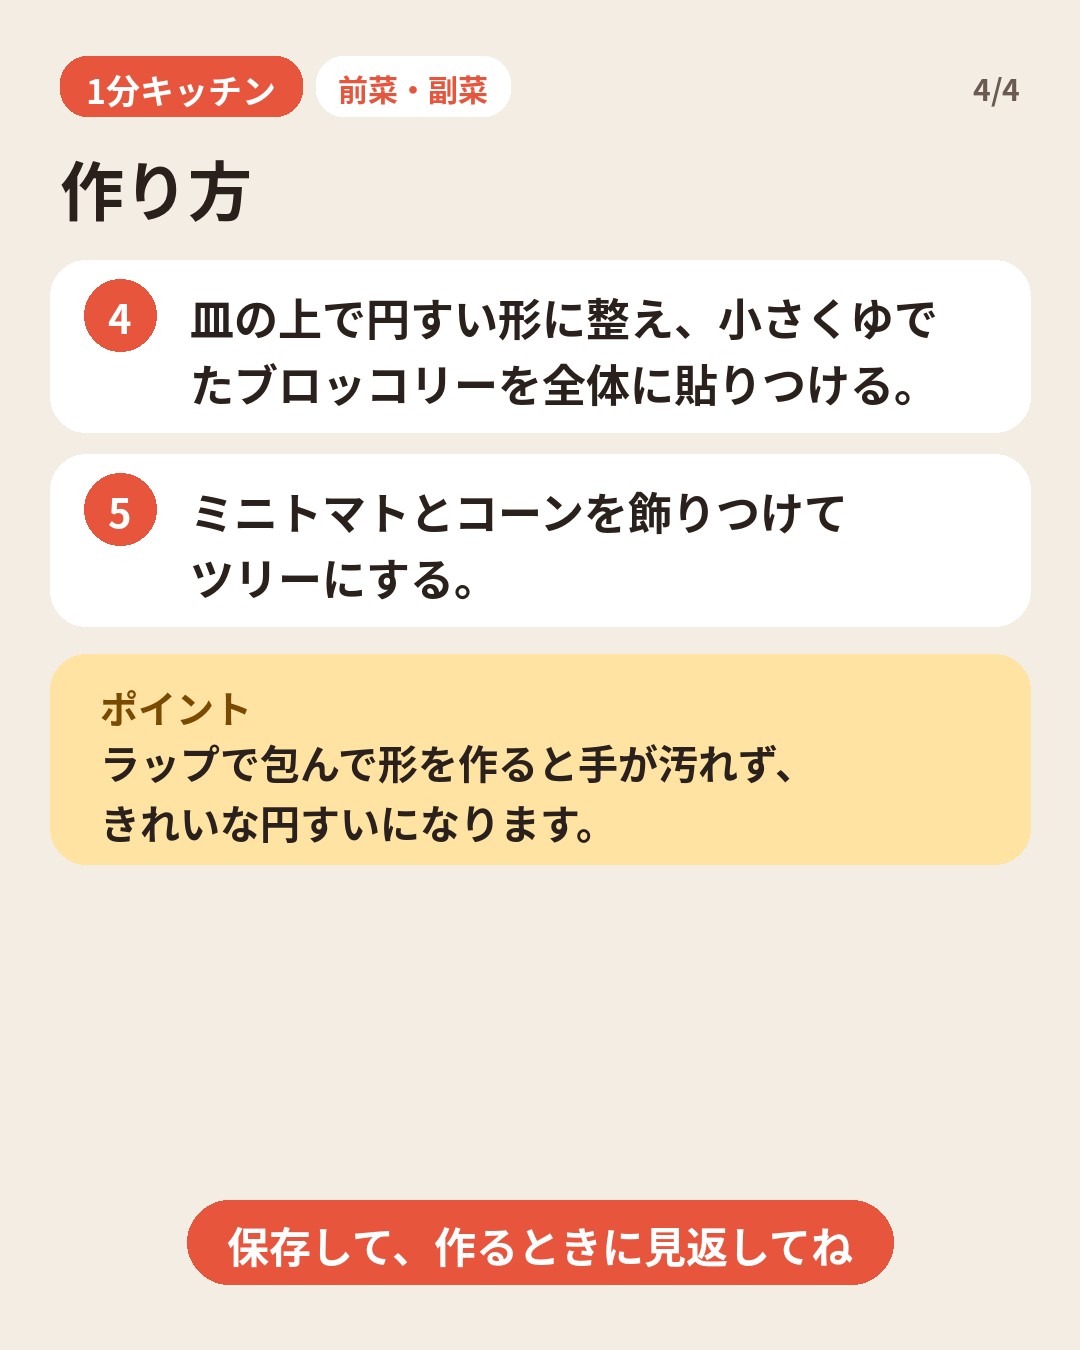 1分キッチン
前菜・副菜
4/4
作り方
4
皿の上で円すい形に整え、小さくゆで
たブロッコリーを全体に貼りつける。
5
ミニトマトとコーンを飾りつけて
ツリーにする。
ポイント
ラップで包んで形を作ると手が汚れず、
きれいな円すいになります。
保存して、作るときに見返してね